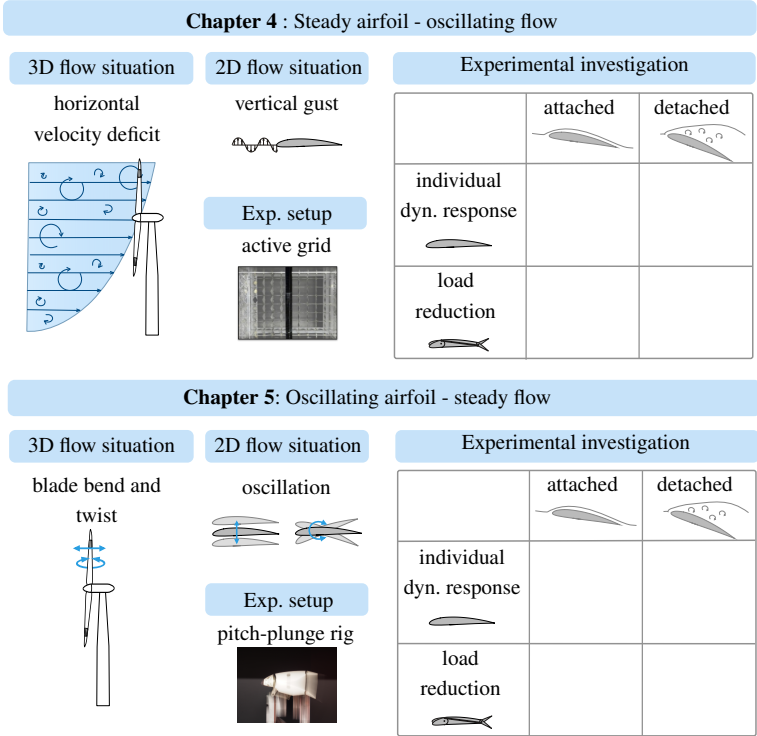 Chapter 4 : Steady airfoil - oscillating flow
3D flow situation
2D flow situation
Experimental investigation
horizontal
velocity deficit
vertical gust
Exp. setup
active grid
attached
detached
individual
dyn. response
load
reduction
Chapter 5: Oscillating airfoil - steady flow
3D flow situation
2D flow situation
Experimental investigation
blade bend and
twist
oscillation
Exp. setup
pitch-plunge rig
attached
detached
individual
dyn. response
load
reduction